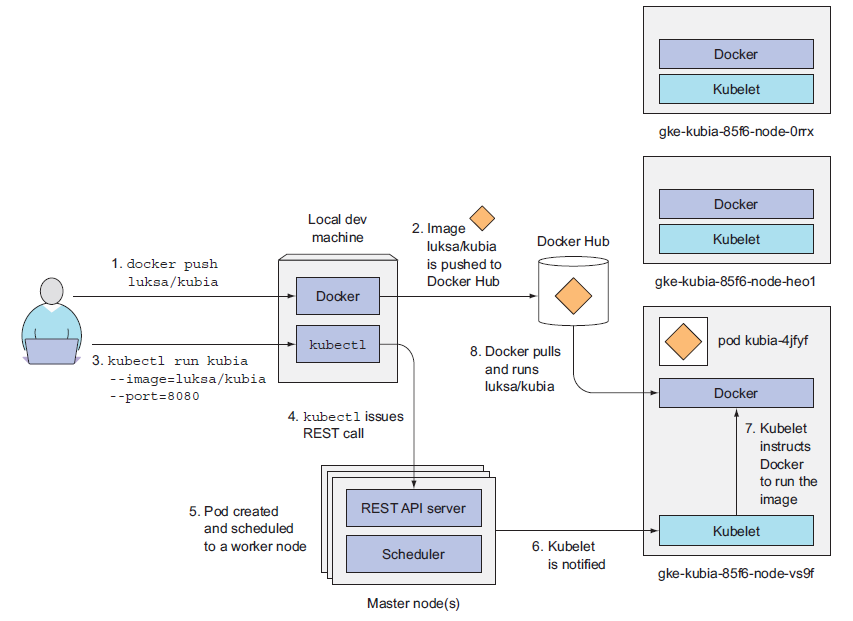 Docker
Kubelet
gke-kubia-85f6-node-0rrx
Docker
Kubelet
gke-kubia-85f6-node-heo1
Local dev
machine
2. Image
luksa/kubia
is pushed to
Docker Hub
Docker Hub
1. docker push
luksa/kubia
Docker
kubectl
3. kubectl run kubia
--image=luksa/kubia
--port=8080
4. kubectl issues
REST call
5. Pod created
and scheduled
to a worker node
REST API server
Scheduler
Master node(s)
6. Kubelet
is notified
8. Docker pulls
and runs
luksa/kubia
pod kubia-4jfyf
Docker
7. Kubelet
instructs
Docker
to run the
image
Kubelet
gke-kubia-85f6-node-vs9f